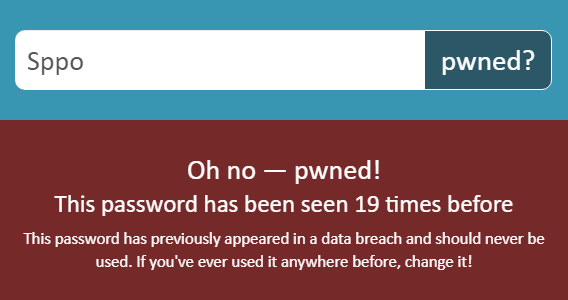 Sppo
pwned?
Oh no — pwned!
This password has been seen 19 times before
This password has previously appeared in a data breach and should never be
used. If you've ever used it anywhere before, change it!